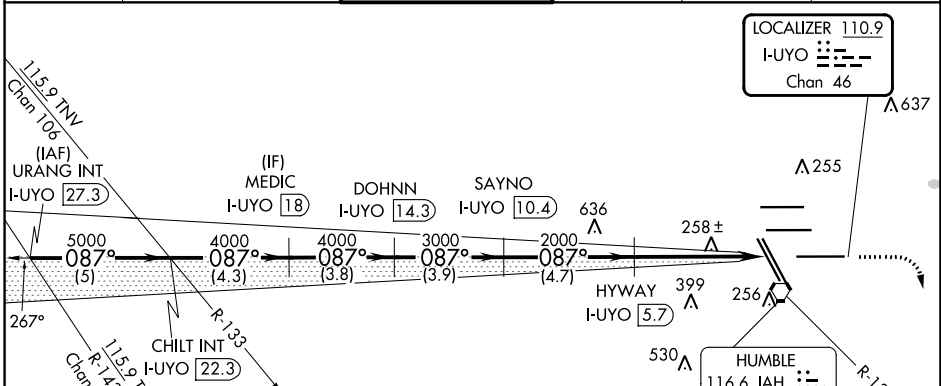 LOCALIZER 110.9
I-UYO
Chan 46
637
115.9 TNV
Chan 106
(IAF)
URANG INT
I-UYO 27.3
(IF)
MEDIC
I-UYO 18
DOHNN
I-UYO 14.3
SAYNO
I-UYO 10.4
255
636
258 ±
5000
087°
(5)
4000
087°
(4.3)
4000
087°
(3.8)
3000
087°
(3.9)
2000
087°
(4.7)
267°
HYWAY
I-UYO 5.7
399
256
R-133
CHILT INT
I-UYO 22.3
115.9
530
HUMBLE
116.6 IAH